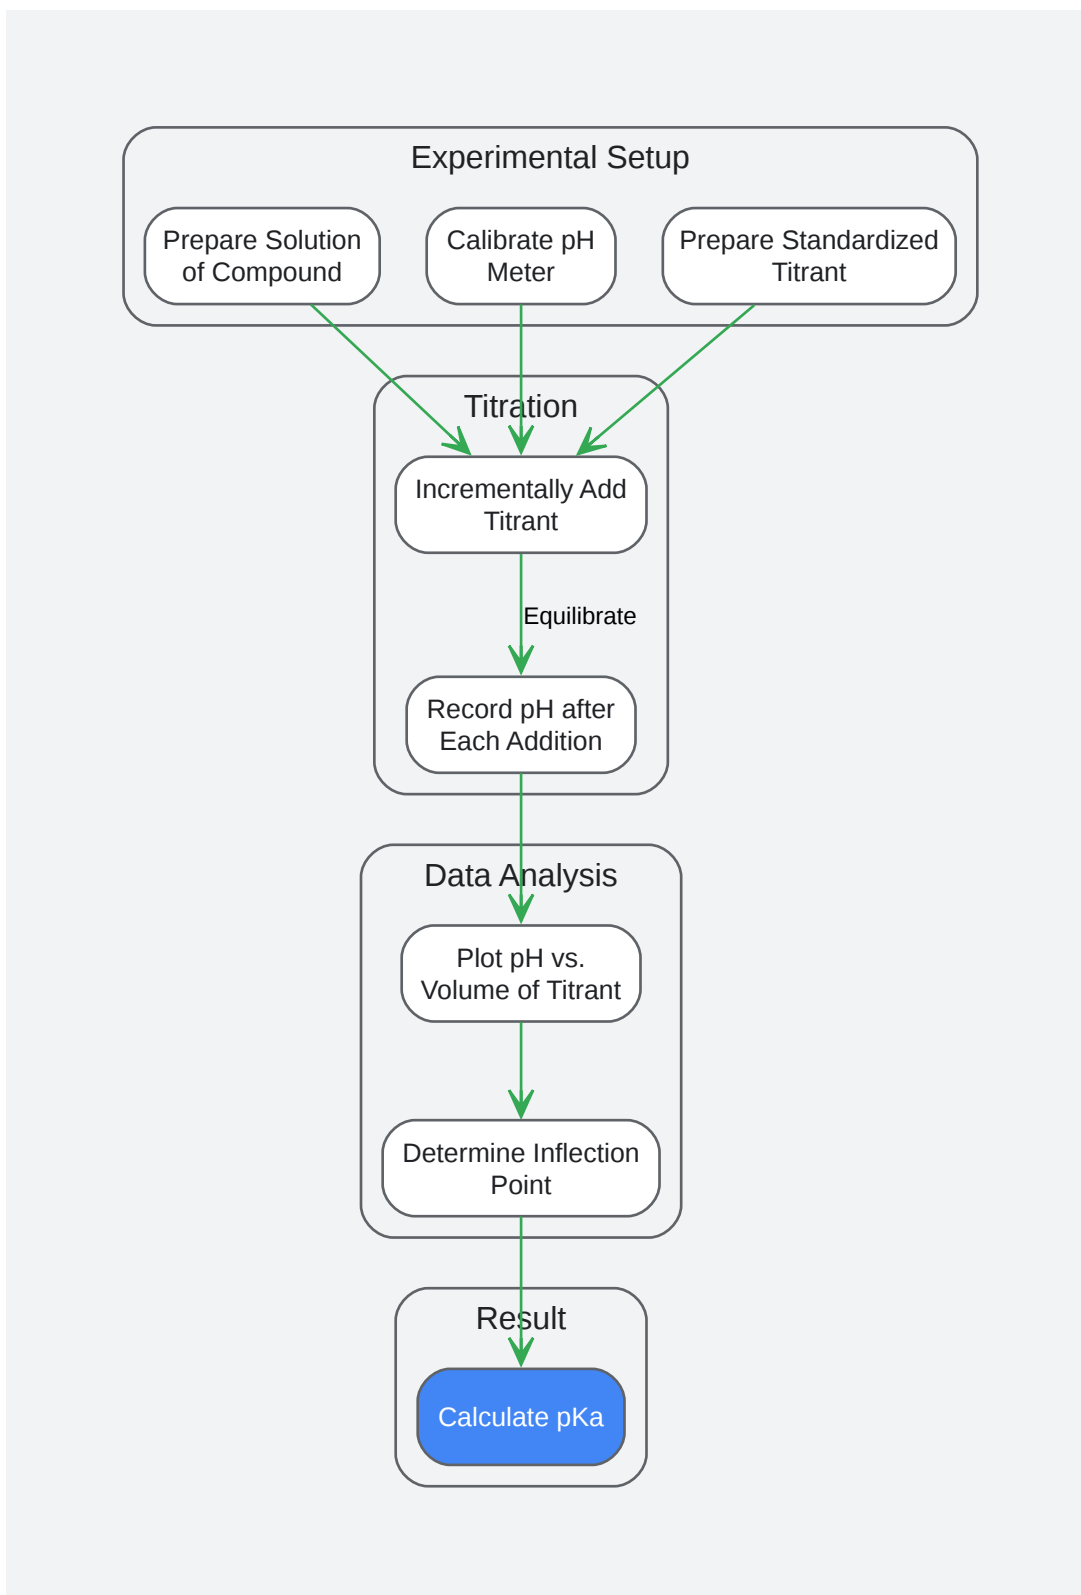 Experimental Setup
Prepare Solution
of Compound
Calibrate pH
Meter
Prepare Standardized
Titrant
Titration
Incrementally Add
Titrant
Equilibrate
Record pH after
Each Addition
Data Analysis
Plot pH vs.
Volume of Titrant
Determine Inflection
Point
Result
Calculate pKa